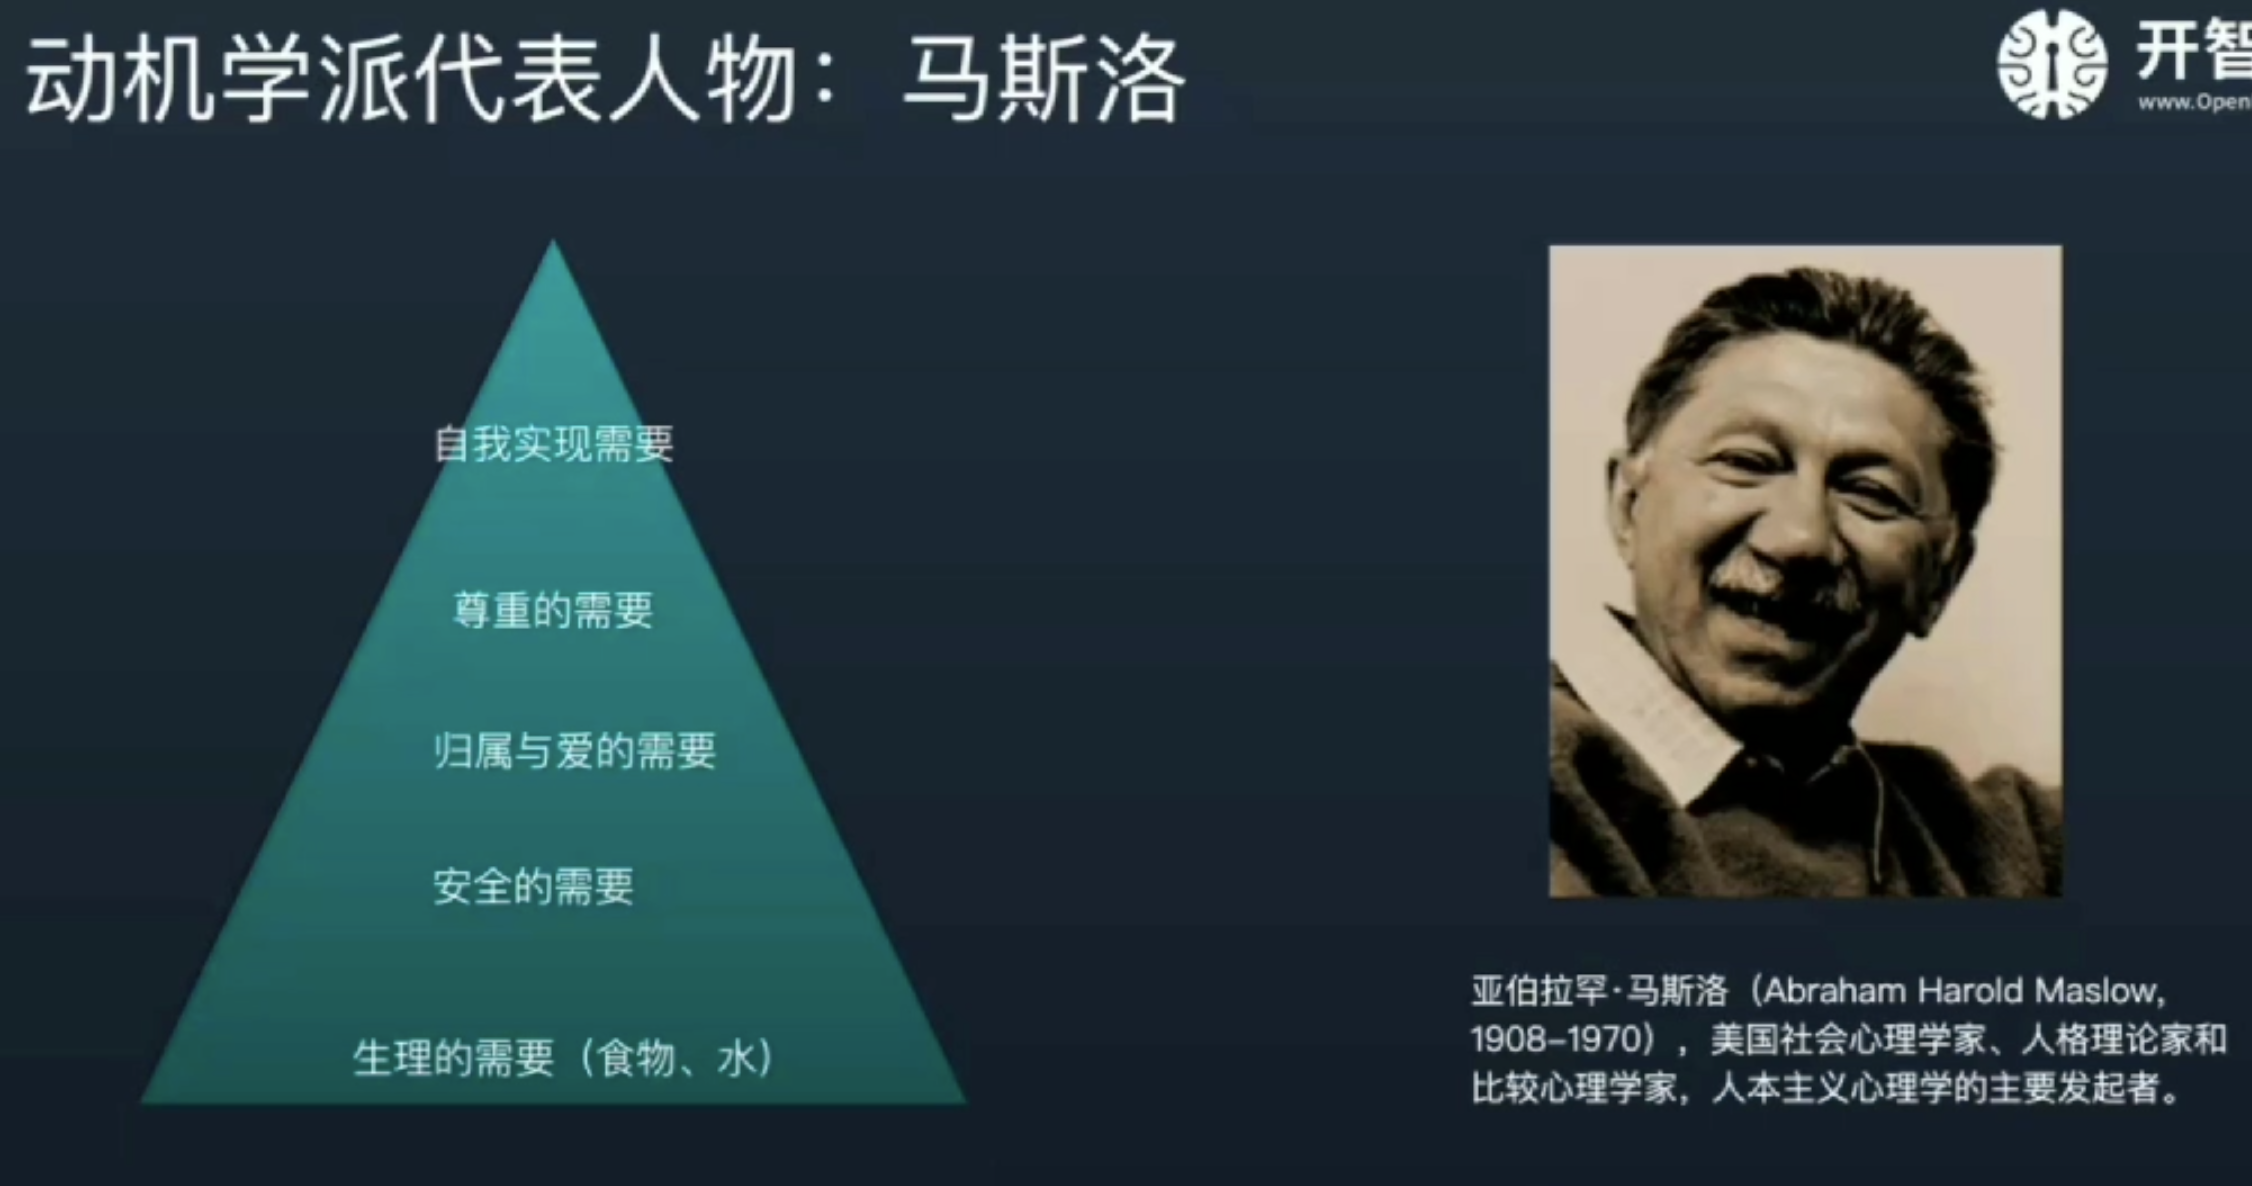 动机学派代表人物：马斯洛
开智
www.Open
自我实现需要
尊重的需要
归属与爱的需要
安全的需要
生理的需要（食物、水）
亚伯拉罕·马斯洛（Abraham Harold Maslow,
1908–1970），美国社会心理学家、人格理论家和
比较心理学家，人本主义心理学的主要发起者。